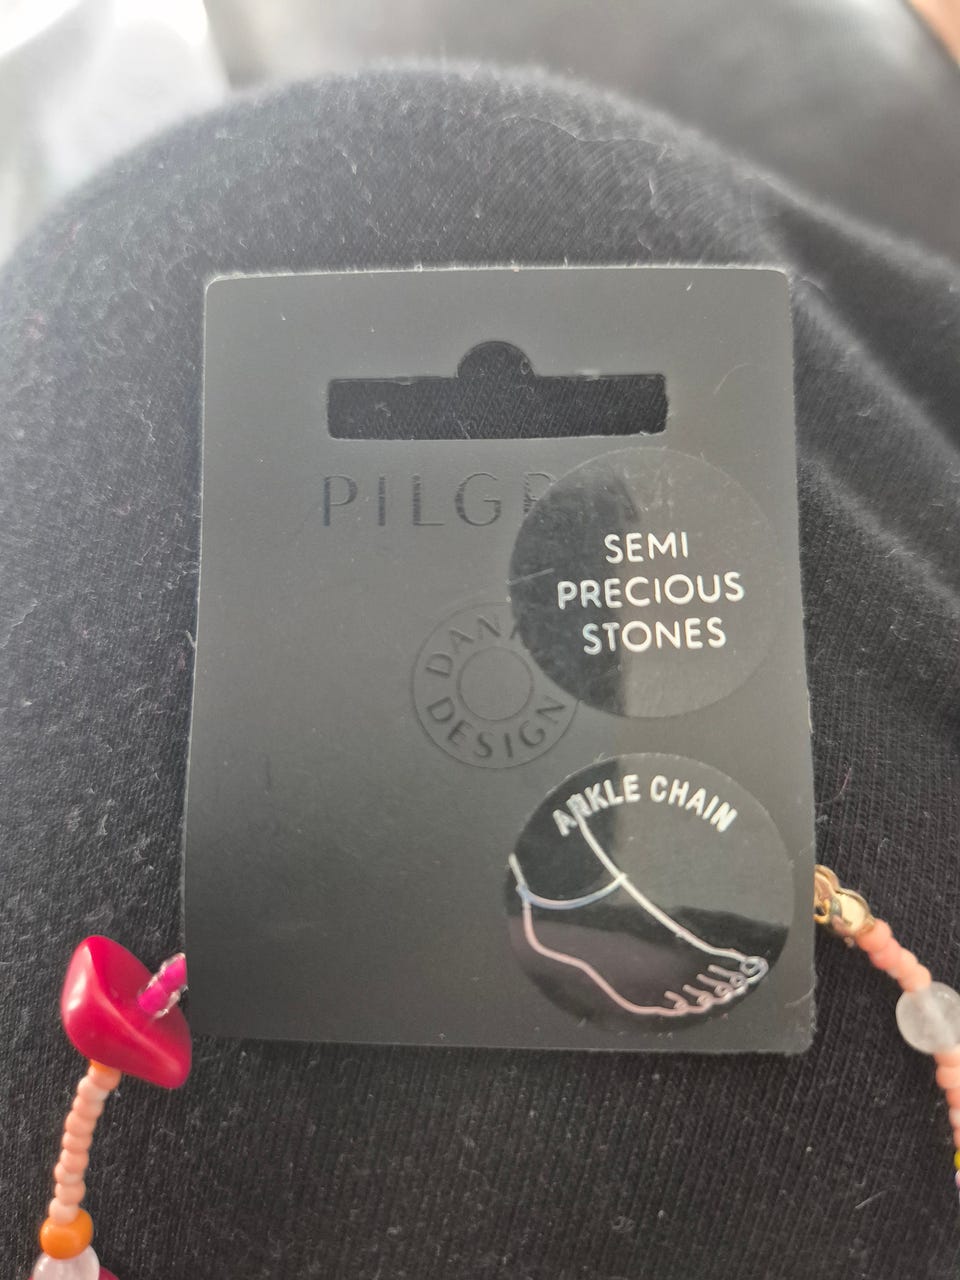 PILGR
SEMI
PRECIOUS
STONES
DAN
DESIGN
ANKLE CHAIN